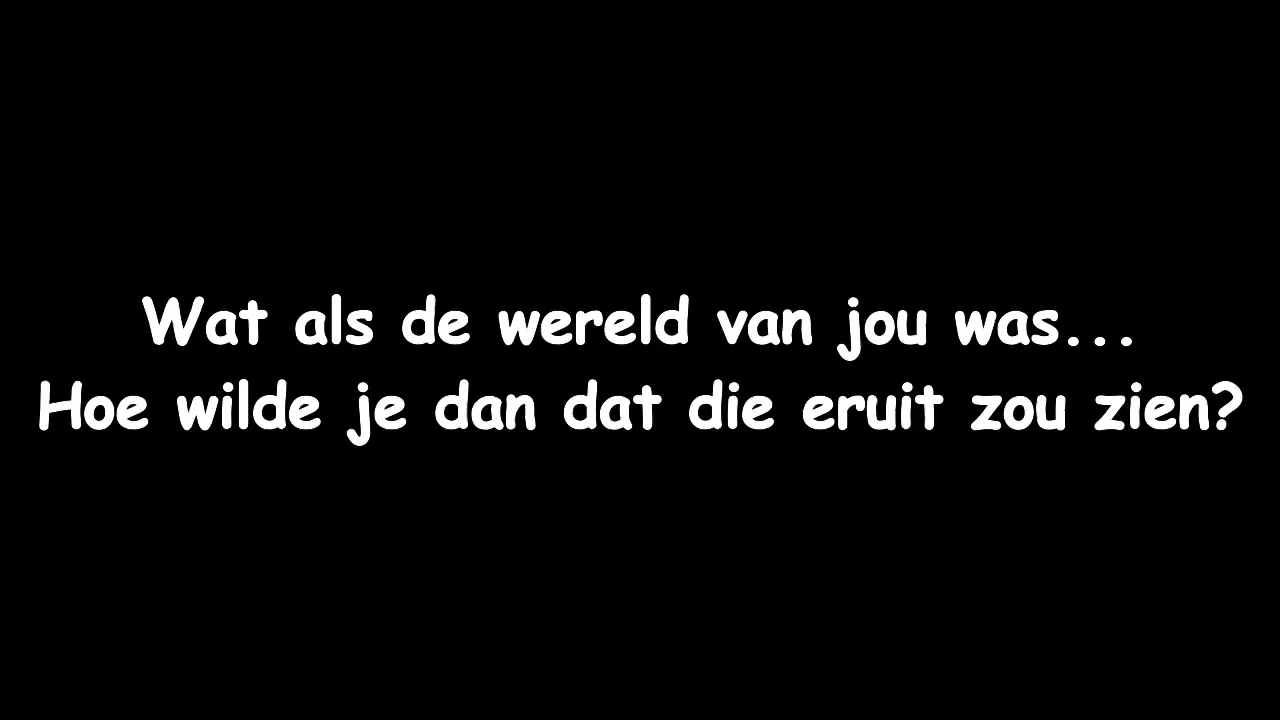 Wat als de wereld van jou was...
Hoe wilde je dan dat die eruit zou zien?